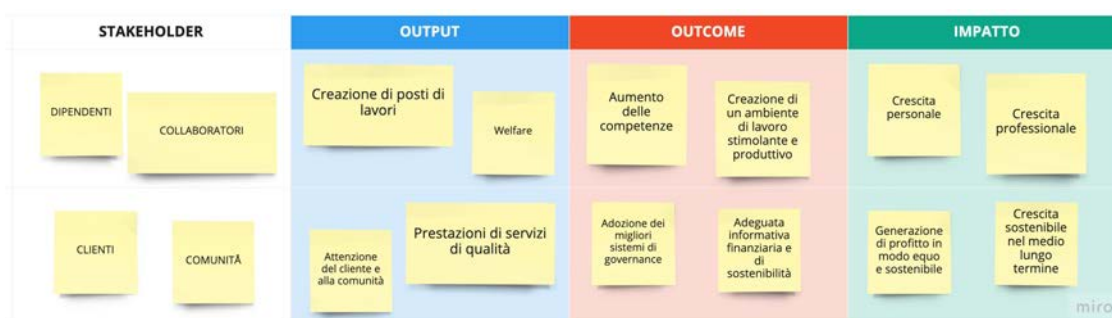 STAKEHOLDER
OUTPUT
OUTCOME
IMPATTO
DIPENDENTI
COLLABORATORI
Creazione di posti di
lavori
Welfare
Aumento
delle
competenze
Creazione di
un ambiente
di lavoro
stimolante e
produttivo
Crescita
personale
Crescita
professionale
CLIENTI
COMUNITÀ
Attenzione
del cliente e
alla comunità
Prestazioni di servizi
di qualità
Adozione dei
migliori
sistemi di
governance
Adeguata
informativa
finanziaria e
di
sostenibilità
Generazione
di profitto in
modo equo
e sostenibile
Crescita
sostenibile
nel medio
lungo
termine
miro